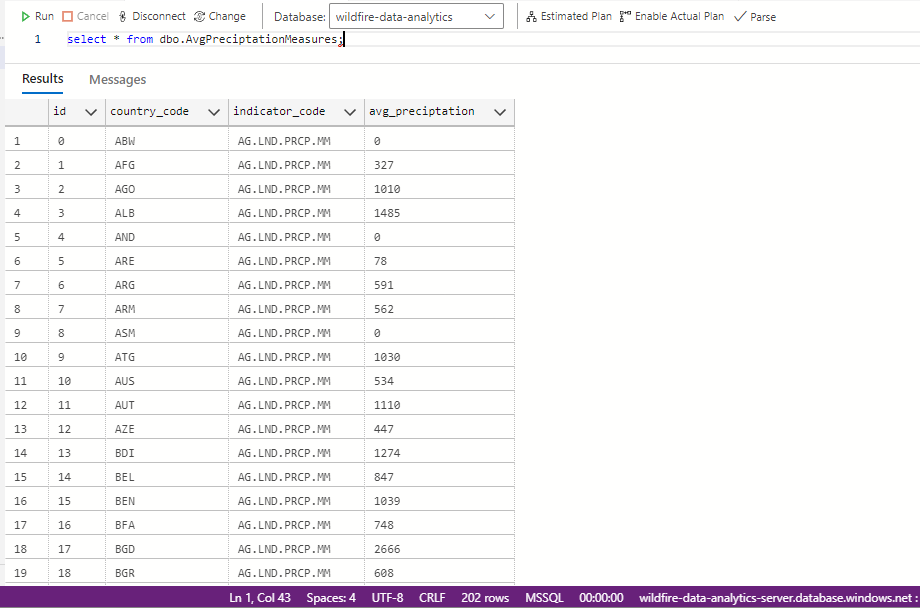 Run Cancel Disconnect Change Database: wildfire-data-analytics Estimated Plan Enable Actual Plan Parse
1 select * from dbo.AvgPreciptationMeasures;
Results Messages
id country_code indicator_code avg_preciptation
1 0 ABW AG.LND.PRCP.MM 0
2 1 AFG AG.LND.PRCP.MM 327
3 2 AGO AG.LND.PRCP.MM 1010
4 3 ALB AG.LND.PRCP.MM 1485
5 4 AND AG.LND.PRCP.MM 0
6 5 ARE AG.LND.PRCP.MM 78
7 6 ARG AG.LND.PRCP.MM 591
8 7 ARM AG.LND.PRCP.MM 562
9 8 ASM AG.LND.PRCP.MM 0
10 9 ATG AG.LND.PRCP.MM 1030
11 10 AUS AG.LND.PRCP.MM 534
12 11 AUT AG.LND.PRCP.MM 1110
13 12 AZE AG.LND.PRCP.MM 447
14 13 BDI AG.LND.PRCP.MM 1274
15 14 BEL AG.LND.PRCP.MM 847
16 15 BEN AG.LND.PRCP.MM 1039
17 16 BFA AG.LND.PRCP.MM 748
18 17 BGD AG.LND.PRCP.MM 2666
19 18 BGR AG.LND.PRCP.MM 608
Ln 1, Col 43 Spaces: 4 UTF-8 CRLF 202 rows MSSQL 00:00:00 wildfire-data-analytics-server.database.windows.net :